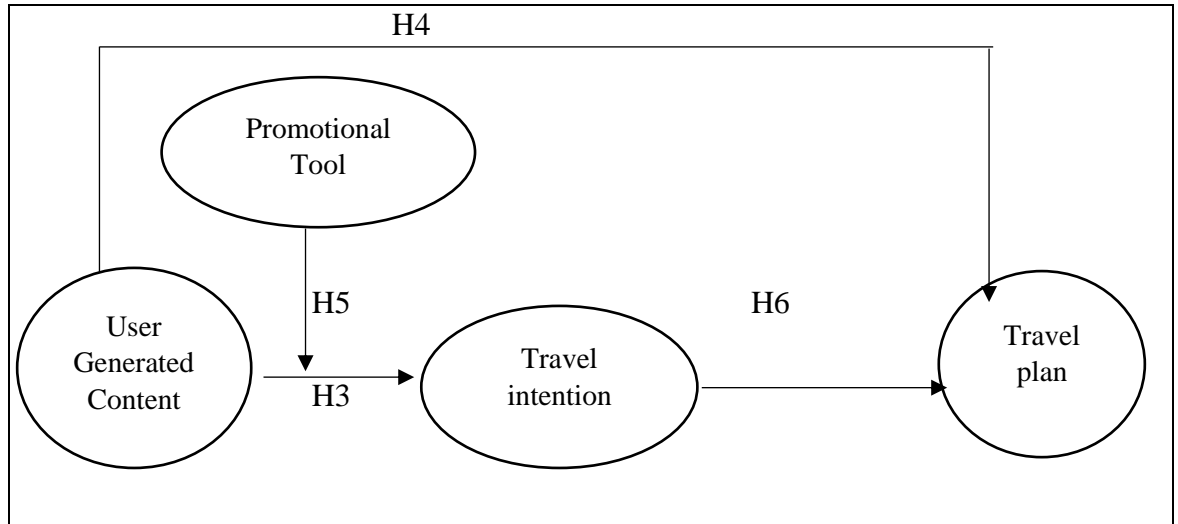 H4
Promotional
Tool
H5
H6
User
Generated
Content
H3
Travel
intention
Travel
plan